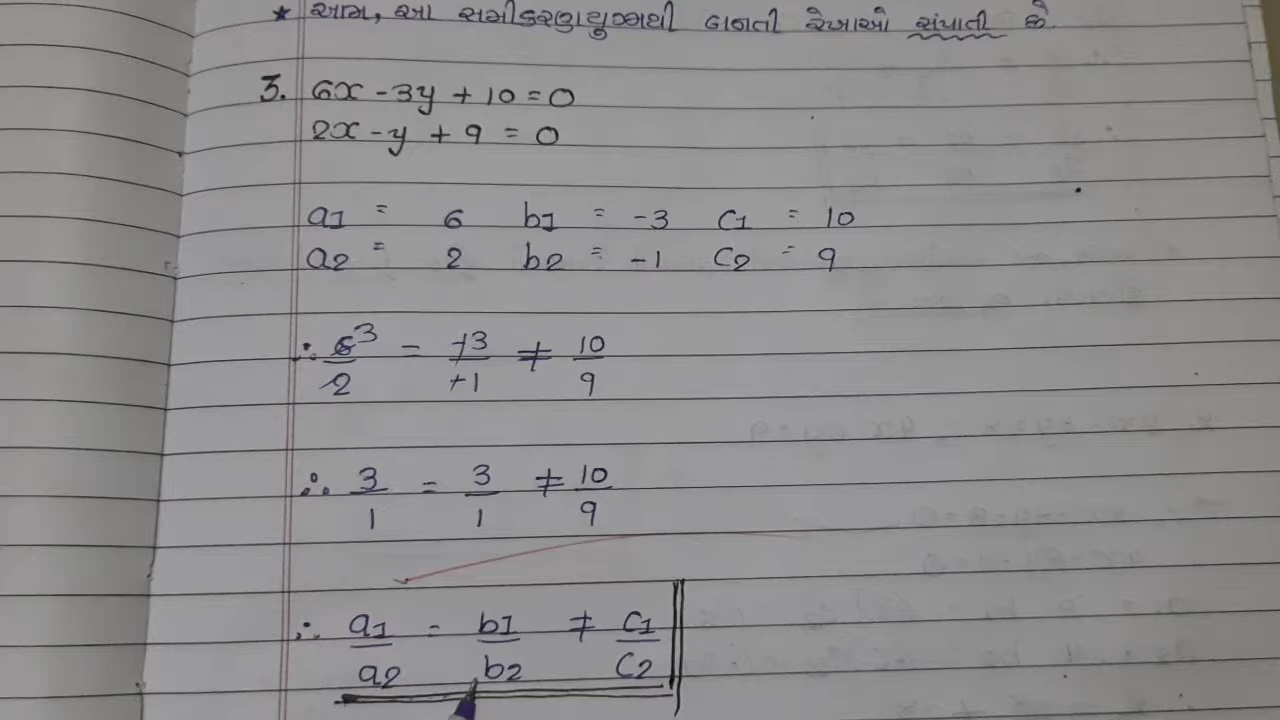 * આમ, આ સમીકરણયુગ્મથી બનતી રેખાઓ સંપાતી છે
3. 6x - 3y + 10 = 0
2x - y + 9 = 0
a1 = 6 b1 = -3 c1 = 10
a2 = 2 b2 = -1 c2 = 9
∴ 6/2 3 = -3/-1 ≠ 10/9
∴ 3/1 = 3/1 ≠ 10/9
∴ a1/a2 = b1/b2 ≠ c1/c2